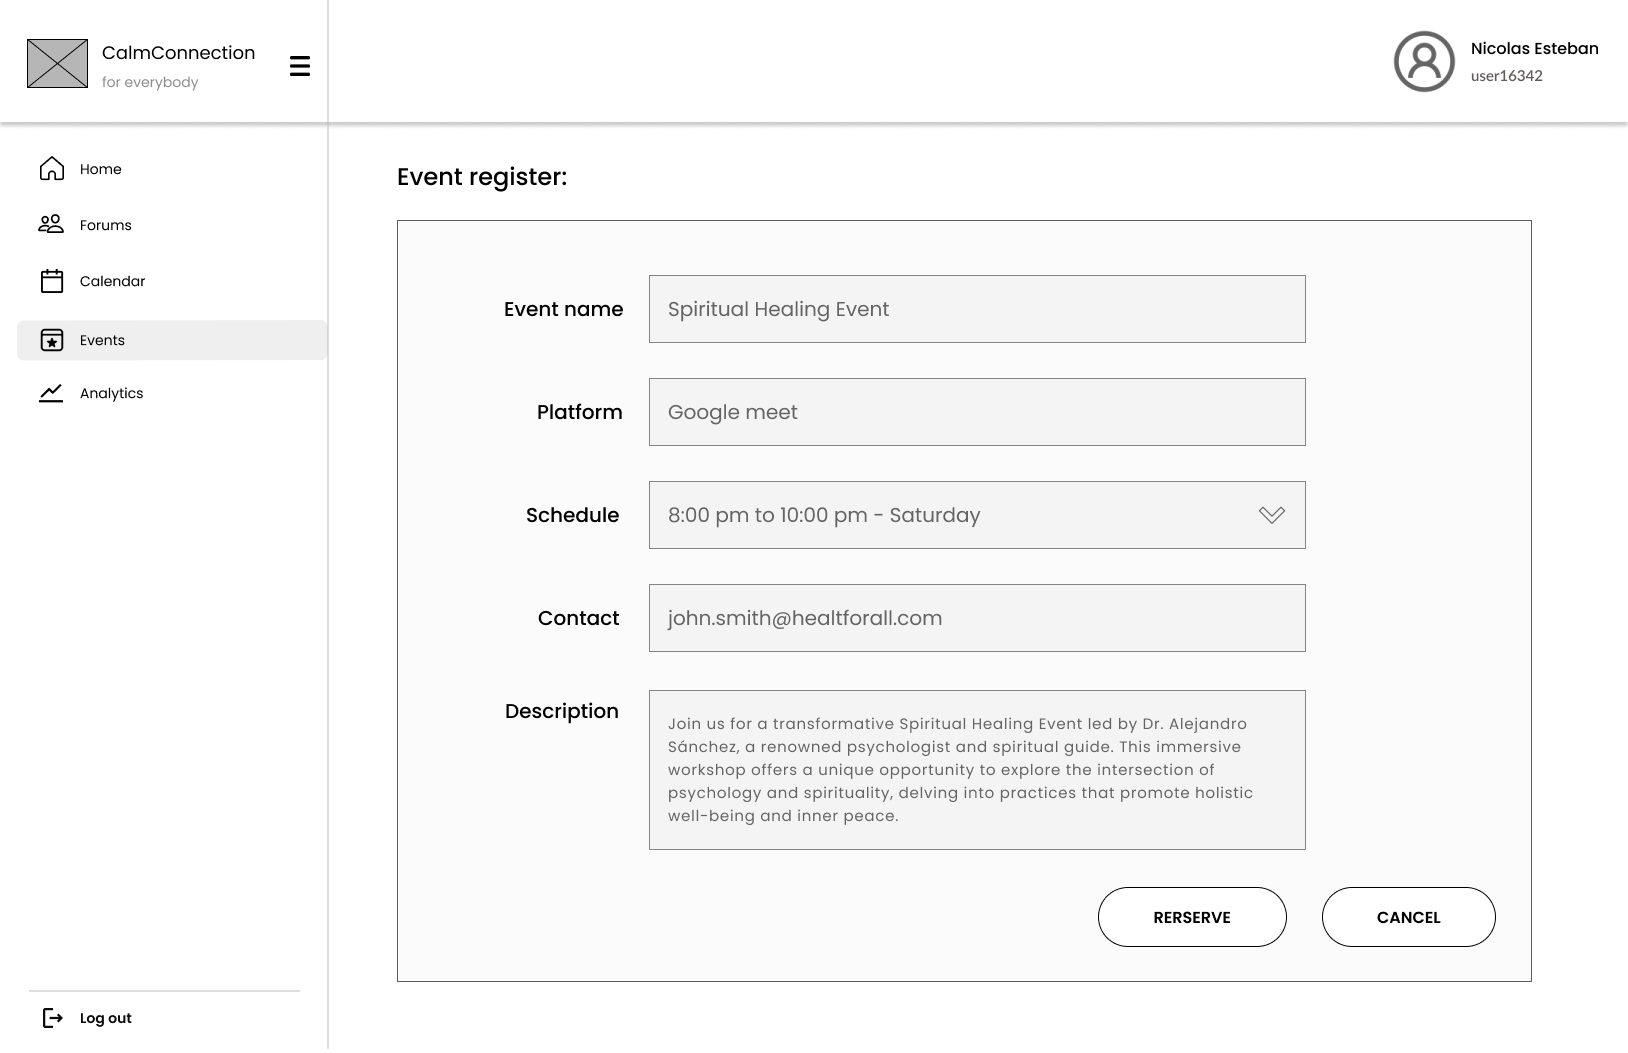 CalmConnection
for everybody
Nicolas Esteban
user16342
Home
Forums
Calendar
Events
Analytics
Log out
Event register:
Event name
Spiritual Healing Event
Platform
Google meet
Schedule
8:00 pm to 10:00 pm - Saturday
Contact
john.smith@healtforall.com
Description
Join us for a transformative Spiritual Healing Event led by Dr. Alejandro
Sánchez, a renowned psychologist and spiritual guide. This immersive
workshop offers a unique opportunity to explore the intersection of
psychology and spirituality, delving into practices that promote holistic
well-being and inner peace.
RERSERVE
CANCEL